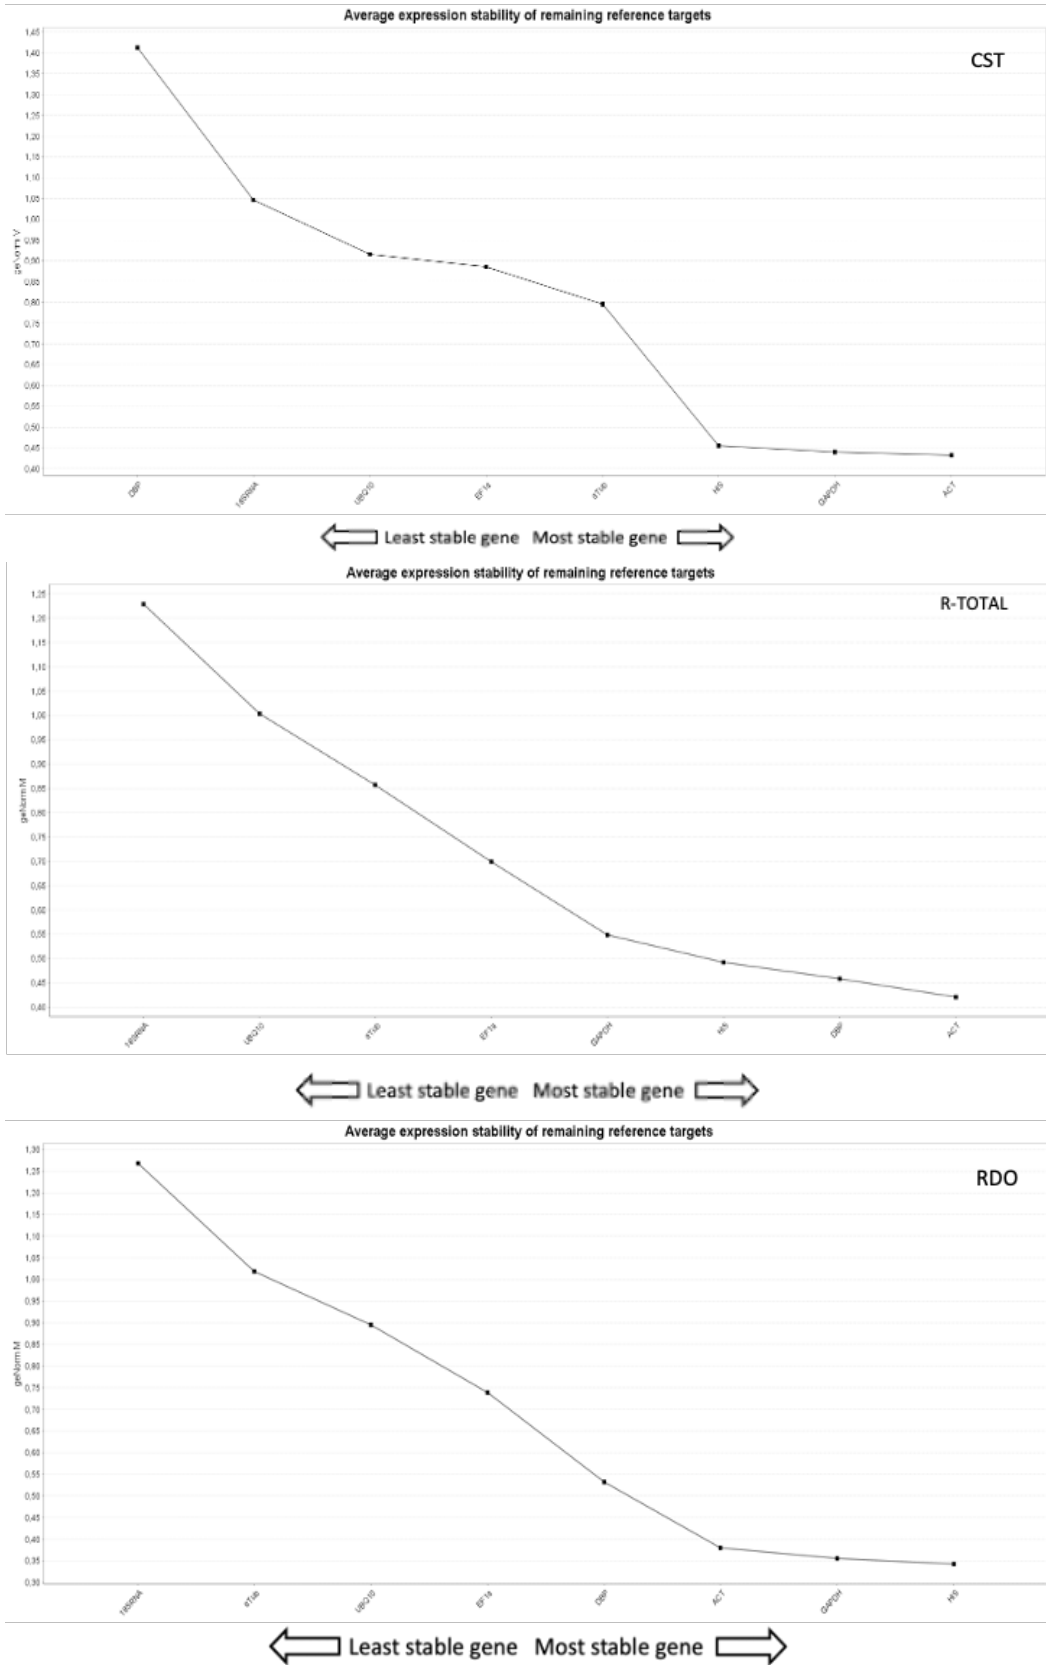 Average expression stability of remaining reference targets
CST
1,45
1,40
1,35
1,30
1,25
1,20
1,15
1,10
1,05
1,00
0,95
0,90
0,85
0,80
0,75
0,70
0,65
0,60
0,55
0,50
0,45
0,40
DBP
18SRNA
UBQ10
EF1a
aTub
HIS
GAPDH
ACT
Least stable gene Most stable gene
Average expression stability of remaining reference targets
R-TOTAL
1,25
1,20
1,15
1,10
1,05
1,00
0,95
0,90
0,85
0,80
0,75
0,70
0,65
0,60
0,55
0,50
0,45
0,40
geNorm M
18SRNA
UBQ10
aTub
EF1a
GAPDH
HIS
DBP
ACT
Least stable gene Most stable gene
Average expression stability of remaining reference targets
RDO
1,30
1,25
1,20
1,15
1,10
1,05
1,00
0,95
0,90
0,85
0,80
0,75
0,70
0,65
0,60
0,55
0,50
0,45
0,40
0,35
0,30
geNorm M
18SRNA
aTub
UBQ10
EF1a
DBP
ACT
GAPDH
HIS
Least stable gene Most stable gene